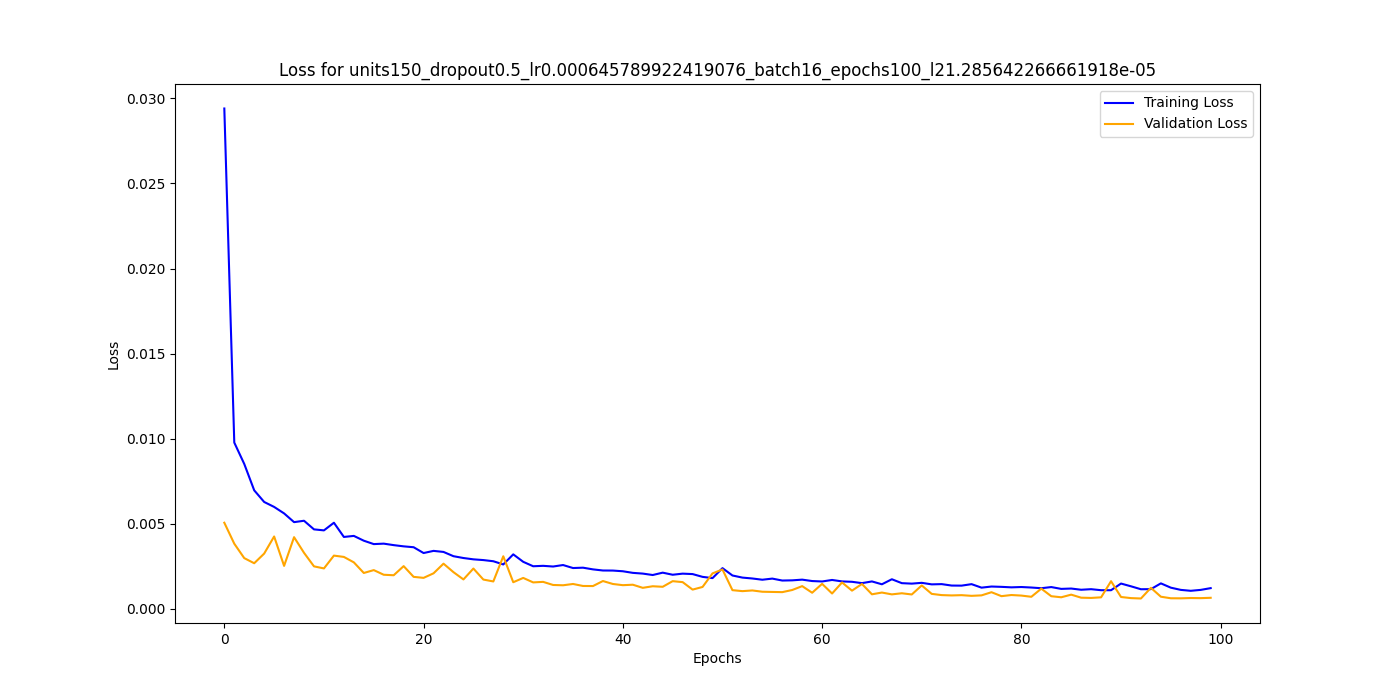 Loss for units150_dropout0.5_lr0.000645789922419076_batch16_epochs100_l21.285642266661918e-05
Training Loss
Validation Loss
0.030
0.025
0.020
0.015
0.010
0.005
0.000
Loss
0 20 40 60 80 100
Epochs